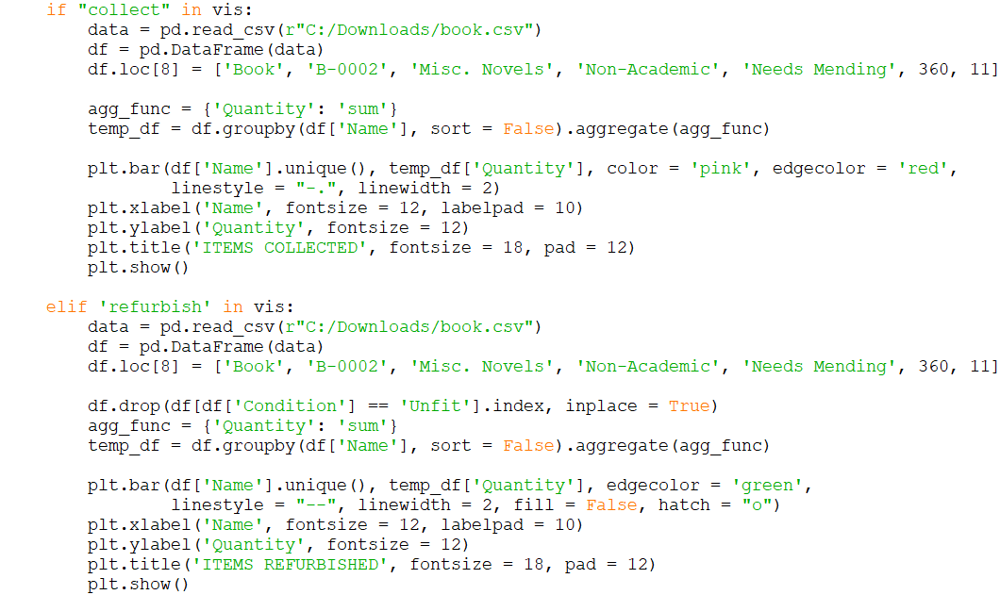 if "collect" in vis:
data = pd.read_csv(r"C:/Downloads/book.csv")
df = pd.DataFrame(data)
df.loc[8] = ['Book', 'B-0002', 'Misc. Novels', 'Non-Academic', 'Needs Mending', 360, 11]
agg_func = {'Quantity': 'sum'}
temp_df = df.groupby(df['Name'], sort = False).aggregate(agg_func)
plt.bar(df['Name'].unique(), temp_df['Quantity'], color = 'pink', edgecolor = 'red',
linestyle = "-.", linewidth = 2)
plt.xlabel('Name', fontsize = 12, labelpad = 10)
plt.ylabel('Quantity', fontsize = 12)
plt.title('ITEMS COLLECTED', fontsize = 18, pad = 12)
plt.show()
elif 'refurbish' in vis:
data = pd.read_csv(r"C:/Downloads/book.csv")
df = pd.DataFrame(data)
df.loc[8] = ['Book', 'B-0002', 'Misc. Novels', 'Non-Academic', 'Needs Mending', 360, 11]
df.drop(df[df['Condition'] == 'Unfit'].index, inplace = True)
agg_func = {'Quantity': 'sum'}
temp_df = df.groupby(df['Name'], sort = False).aggregate(agg_func)
plt.bar(df['Name'].unique(), temp_df['Quantity'], edgecolor = 'green',
linestyle = "--", linewidth = 2, fill = False, hatch = "o")
plt.xlabel('Name', fontsize = 12, labelpad = 10)
plt.ylabel('Quantity', fontsize = 12)
plt.title('ITEMS REFURBISHED', fontsize = 18, pad = 12)
plt.show()